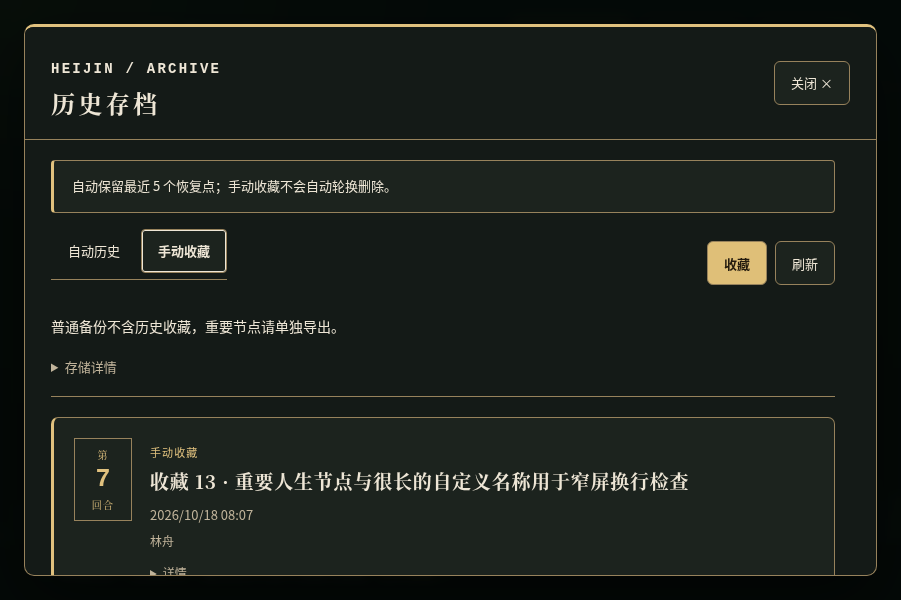 HEIJIN / ARCHIVE
历史存档
关闭 ×
自动保留最近 5 个恢复点；手动收藏不会自动轮换删除。
自动历史
手动收藏
收藏
刷新
普通备份不含历史收藏，重要节点请单独导出。
▶ 存储详情
第
7
回合
手动收藏
收藏 13 · 重要人生节点与很长的自定义名称用于窄屏换行检查
2026/10/18 08:07
林舟
▶ 详情